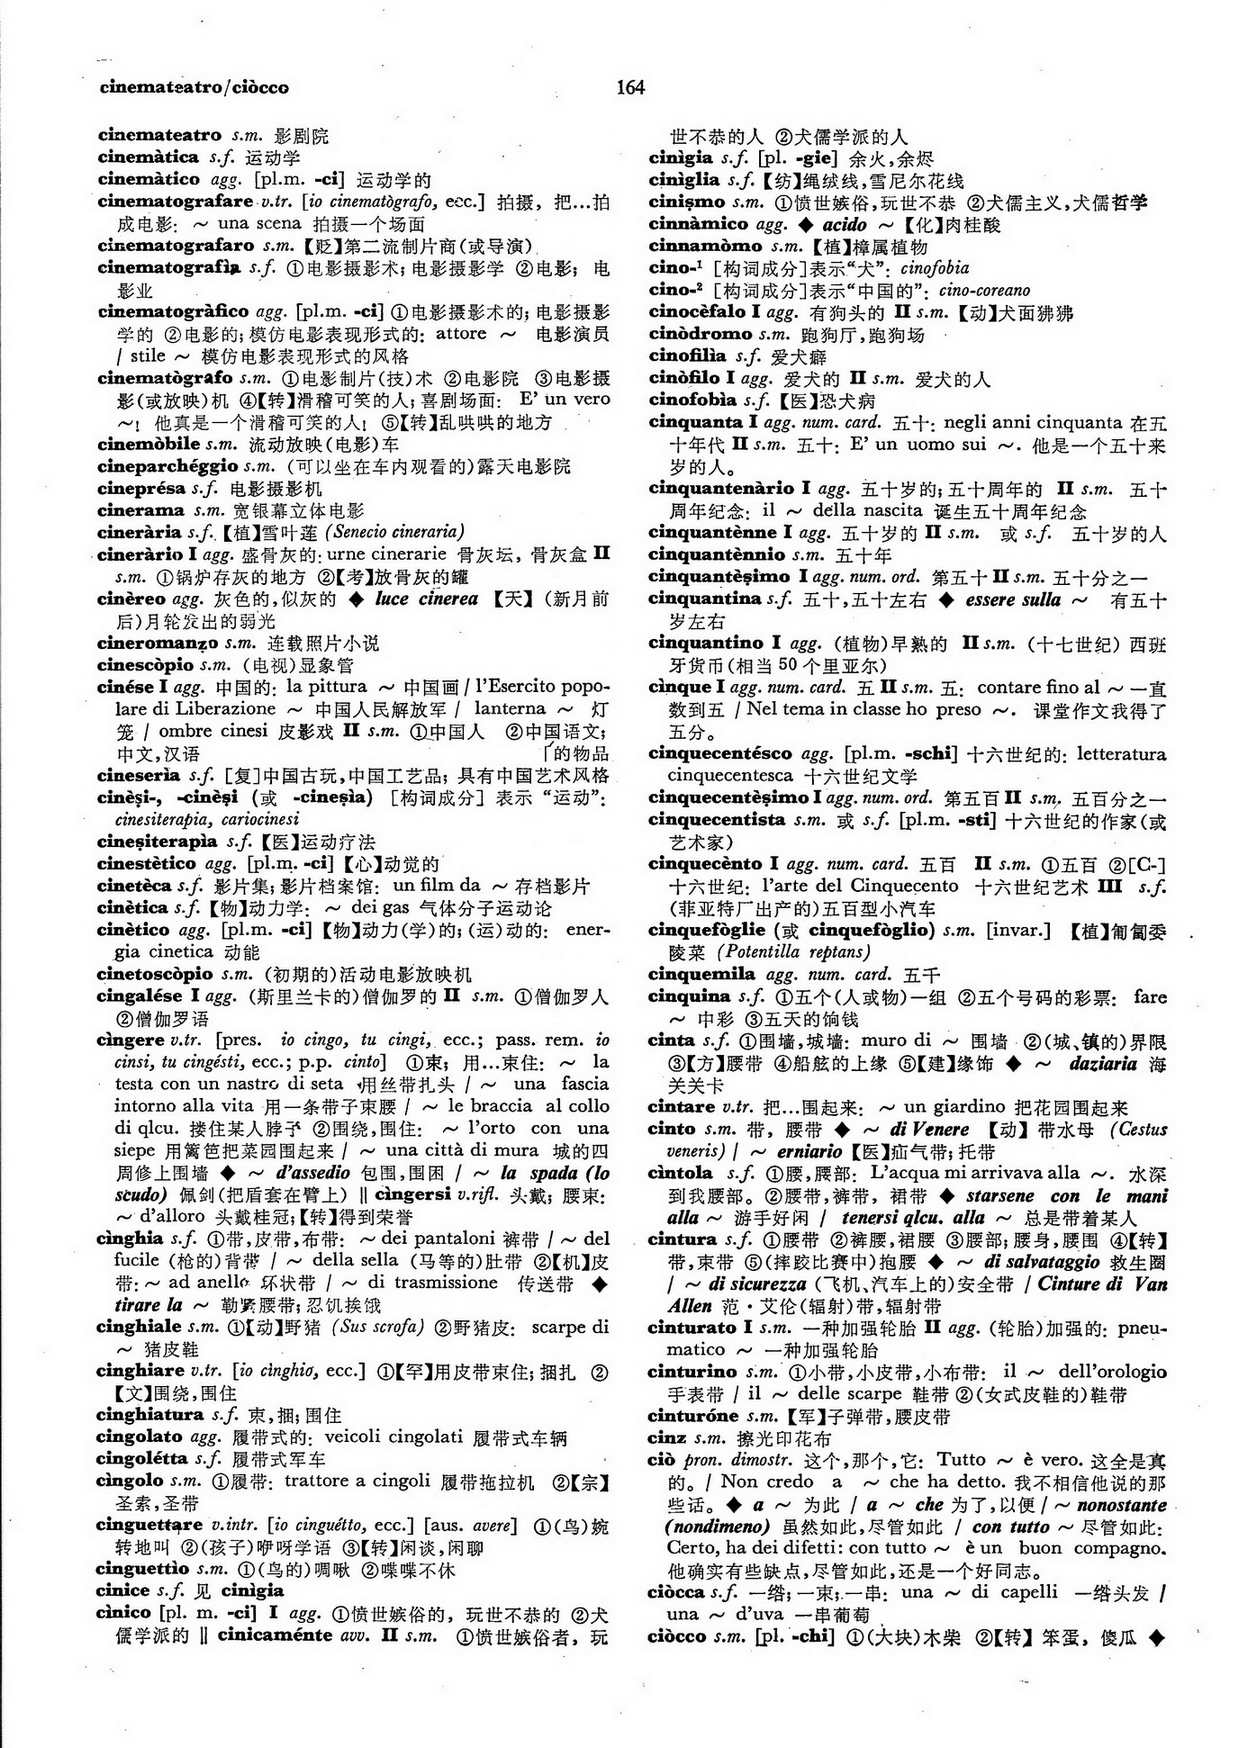 cinemateatro/ciòcco
164
cinemateatro s.m. 影剧院
cinemàtica s.f. 运动学
cinemàtico agg. [pl.m. -ci] 运动学的
cinematografare v.tr. [io cinematògrafo, ecc.] 拍摄, 把…拍
成电影: ～ una scena 拍摄一个场面
cinematografaro s.m.【贬】第二流制片商(或导演)
cinematografìa s.f. ①电影摄影术; 电影摄影学 ②电影; 电
影业
cinematogràfico agg. [pl.m. -ci] ①电影摄影术的; 电影摄影
学的 ②电影的; 模仿电影表现形式的: attore ～ 电影演员
/ stile ～ 模仿电影表现形式的风格
cinematògrafo s.m. ①电影制片(技)术 ②电影院 ③电影摄
影(或放映)机 ④【转】滑稽可笑的人; 喜剧场面: E' un vero
～! 他真是一个滑稽可笑的人! ⑤【转】乱哄哄的地方
cinemòbile s.m. 流动放映(电影)车
cineparchéggio s.m. (可以坐在车内观看的)露天电影院
cineprésa s.f. 电影摄影机
cinerama s.m. 宽银幕立体电影
cinerària s.f.【植】雪叶莲 (Senecio cineraria)
cineràrio I agg. 盛骨灰的: urne cinerarie 骨灰坛, 骨灰盒 II
s.m. ①锅炉存灰的地方 ②【考】放骨灰的罐
cinèreo agg. 灰色的,似灰的 ◆ luce cinerea 【天】 (新月前
后)月轮发出的弱光
cineromanzo s.m. 连载照片小说
cinescòpio s.m. (电视)显象管
cinése I agg. 中国的: la pittura ～ 中国画 / l'Esercito popo-
lare di Liberazione ～ 中国人民解放军 / lanterna ～ 灯
笼 / ombre cinesi 皮影戏 II s.m. ①中国人 ②中国语文;
中文,汉语 「的物品
cineserìa s.f. [复]中国古玩,中国工艺品; 具有中国艺术风格
cinèṣi-, -cinèṣi (或 -cineṣìa) [构词成分] 表示“运动”:
cinesiterapia, cariocinesi
cineṣiterapìa s.f.【医】运动疗法
cinestètico agg. [pl.m. -ci]【心】动觉的
cinetèca s.f. 影片集; 影片档案馆: un film da ～ 存档影片
cinètica s.f.【物】动力学: ～ dei gas 气体分子运动论
cinètico agg. [pl.m. -ci]【物】动力(学)的; (运)动的: ener-
gia cinetica 动能
cinetoscòpio s.m. (初期的)活动电影放映机
cingalése I agg. (斯里兰卡的)僧伽罗的 II s.m. ①僧伽罗人
②僧伽罗语
cìngere v.tr. [pres. io cingo, tu cingi, ecc.; pass. rem. io
cinsi, tu cingésti, ecc.; p.p. cinto] ①束; 用…束住: ～ la
testa con un nastro di seta 用丝带扎头 / ～ una fascia
intorno alla vita 用一条带子束腰 / ～ le braccia al collo
di qlcu. 搂住某人脖子 ②围绕,围住: ～ l'orto con una
siepe 用篱笆把菜园围起来 / ～ una città di mura 城的四
周修上围墙 ◆ ～ d'assedio 包围,围困 / ～ la spada (lo
scudo) 佩剑(把盾套在臂上) ‖ cìngersi v.rifl. 头戴; 腰束:
～ d'alloro 头戴桂冠;【转】得到荣誉
cìnghia s.f. ①带,皮带,布带: ～ dei pantaloni 裤带 / ～ del
fucile (枪的)背带 / ～ della sella (马等的)肚带 ②【机】皮
带: ～ ad anello 环状带 / ～ di trasmissione 传送带 ◆
tirare la ～ 勒紧腰带; 忍饥挨饿
cinghiale s.m. ①【动】野猪 (Sus scrofa) ②野猪皮: scarpe di
～ 猪皮鞋
cinghiare v.tr. [io cìnghio, ecc.] ①【罕】用皮带束住; 捆扎 ②
【文】围绕,围住
cinghiatura s.f. 束,捆; 围住
cingolato agg. 履带式的: veicoli cingolati 履带式车辆
cingolétta s.f. 履带式军车
cìngolo s.m. ①履带: trattore a cingoli 履带拖拉机 ②【宗】
圣索,圣带
cinguettare v.intr. [io cinguétto, ecc.] [aus. avere] ①(鸟)婉
转地叫 ②(孩子)咿呀学语 ③【转】闲谈,闲聊
cinguettìo s.m. ①(鸟的)啁啾 ②喋喋不休
cinice s.f. 见 cinìgia
cìnico [pl. m. -ci] I agg. ①愤世嫉俗的, 玩世不恭的 ②犬
儒学派的 ‖ cinicaménte avv. II s.m. ①愤世嫉俗者, 玩
世不恭的人 ②犬儒学派的人
cinìgia s.f. [pl. -gie] 余火,余烬
cinìglia s.f.【纺】绳绒线,雪尼尔花线
ciniṣmo s.m. ①愤世嫉俗,玩世不恭 ②犬儒主义,犬儒哲学
cinnàmico agg. ◆ acido ～【化】肉桂酸
cinnamòmo s.m.【植】樟属植物
cino-¹ [构词成分]表示“犬”: cinofobia
cino-² [构词成分]表示“中国的”: cino-coreano
cinocèfalo I agg. 有狗头的 II s.m.【动】犬面狒狒
cinòdromo s.m. 跑狗厅,跑狗场
cinofilìa s.f. 爱犬癖
cinòfilo I agg. 爱犬的 II s.m. 爱犬的人
cinofobìa s.f.【医】恐犬病
cinquanta I agg. num. card. 五十: negli anni cinquanta 在五
十年代 II s.m. 五十: E' un uomo sui ～. 他是一个五十来
岁的人。
cinquantenàrio I agg. 五十岁的; 五十周年的 II s.m. 五十
周年纪念: il ～ della nascita 诞生五十周年纪念
cinquantènne I agg. 五十岁的 II s.m. 或 s.f. 五十岁的人
cinquantènnio s.m. 五十年
cinquantèṣimo I agg. num. ord. 第五十 II s.m. 五十分之一
cinquantina s.f. 五十,五十左右 ◆ essere sulla ～ 有五十
岁左右
cinquantino I agg. (植物)早熟的 II s.m. (十七世纪) 西班
牙货币(相当 50 个里亚尔)
cìnque I agg. num. card. 五 II s.m. 五: contare fino al ～ 一直
数到五 / Nel tema in classe ho preso ～. 课堂作文我得了
五分。
cinquecentésco agg. [pl.m. -schi] 十六世纪的: letteratura
cinquecentesca 十六世纪文学
cinquecentèṣimo I agg. num. ord. 第五百 II s.m. 五百分之一
cinquecentista s.m. 或 s.f. [pl.m. -sti] 十六世纪的作家(或
艺术家)
cinquecènto I agg. num. card. 五百 II s.m. ①五百 ②[C-]
十六世纪: l'arte del Cinquecento 十六世纪艺术 III s.f.
(菲亚特厂出产的)五百型小汽车
cinquefòglie (或 cinquefòglio) s.m. [invar.] 【植】匍匐委
陵菜 (Potentilla reptans)
cinquemila agg. num. card. 五千
cinquina s.f. ①五个(人或物)一组 ②五个号码的彩票: fare
～ 中彩 ③五天的饷钱
cinta s.f. ①围墙,城墙: muro di ～ 围墙 ②(城、镇的)界限
③【方】腰带 ④船舷的上缘 ⑤【建】缘饰 ◆ ～ daziaria 海
关关卡
cintare v.tr. 把…围起来: ～ un giardino 把花园围起来
cinto s.m. 带, 腰带 ◆ ～ di Venere 【动】带水母 (Cestus
veneris) / ～ erniario【医】疝气带; 托带
cìntola s.f. ①腰,腰部: L'acqua mi arrivava alla ～. 水深
到我腰部。②腰带,裤带, 裙带 ◆ starsene con le mani
alla ～ 游手好闲 / tenersi qlcu. alla ～ 总是带着某人
cintura s.f. ①腰带 ②裤腰,裙腰 ③腰部; 腰身,腰围 ④【转】
带,束带 ⑤(摔跤比赛中)抱腰 ◆ ～ di salvataggio 救生圈
/ ～ di sicurezza (飞机、汽车上的)安全带 / Cinture di Van
Allen 范·艾伦(辐射)带,辐射带
cinturato I s.m. 一种加强轮胎 II agg. (轮胎)加强的: pneu-
matico ～ 一种加强轮胎
cinturino s.m. ①小带,小皮带,小布带: il ～ dell'orologio
手表带 / il ～ delle scarpe 鞋带 ②(女式皮鞋的)鞋带
cinturóne s.m.【军】子弹带,腰皮带
cinz s.m. 擦光印花布
ciò pron. dimostr. 这个,那个,它: Tutto ～ è vero. 这全是真
的。/ Non credo a ～ che ha detto. 我不相信他说的那
些话。◆ a ～ 为此 / a ～ che 为了,以便 / ～ nonostante
(nondimeno) 虽然如此,尽管如此 / con tutto ～ 尽管如此:
Certo, ha dei difetti: con tutto ～ è un buon compagno.
他确实有些缺点,尽管如此,还是一个好同志。
ciòcca s.f. 一绺; 一束; 一串: una ～ di capelli 一绺头发 /
una ～ d'uva 一串葡萄
ciòcco s.m. [pl. -chi] ①(大块)木柴 ②【转】笨蛋, 傻瓜 ◆